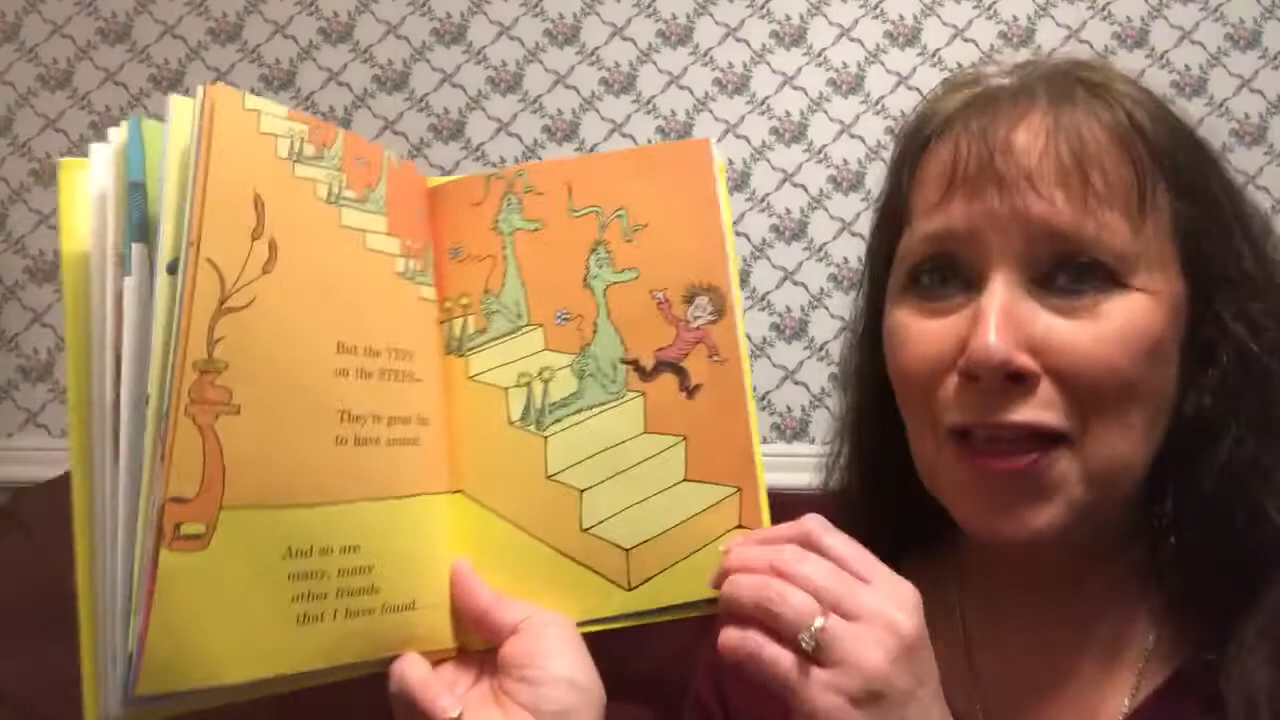 But the YEPS
on the STEPS—
They're great fun
to have around.
And so are
many, many
other friends
that I have found.